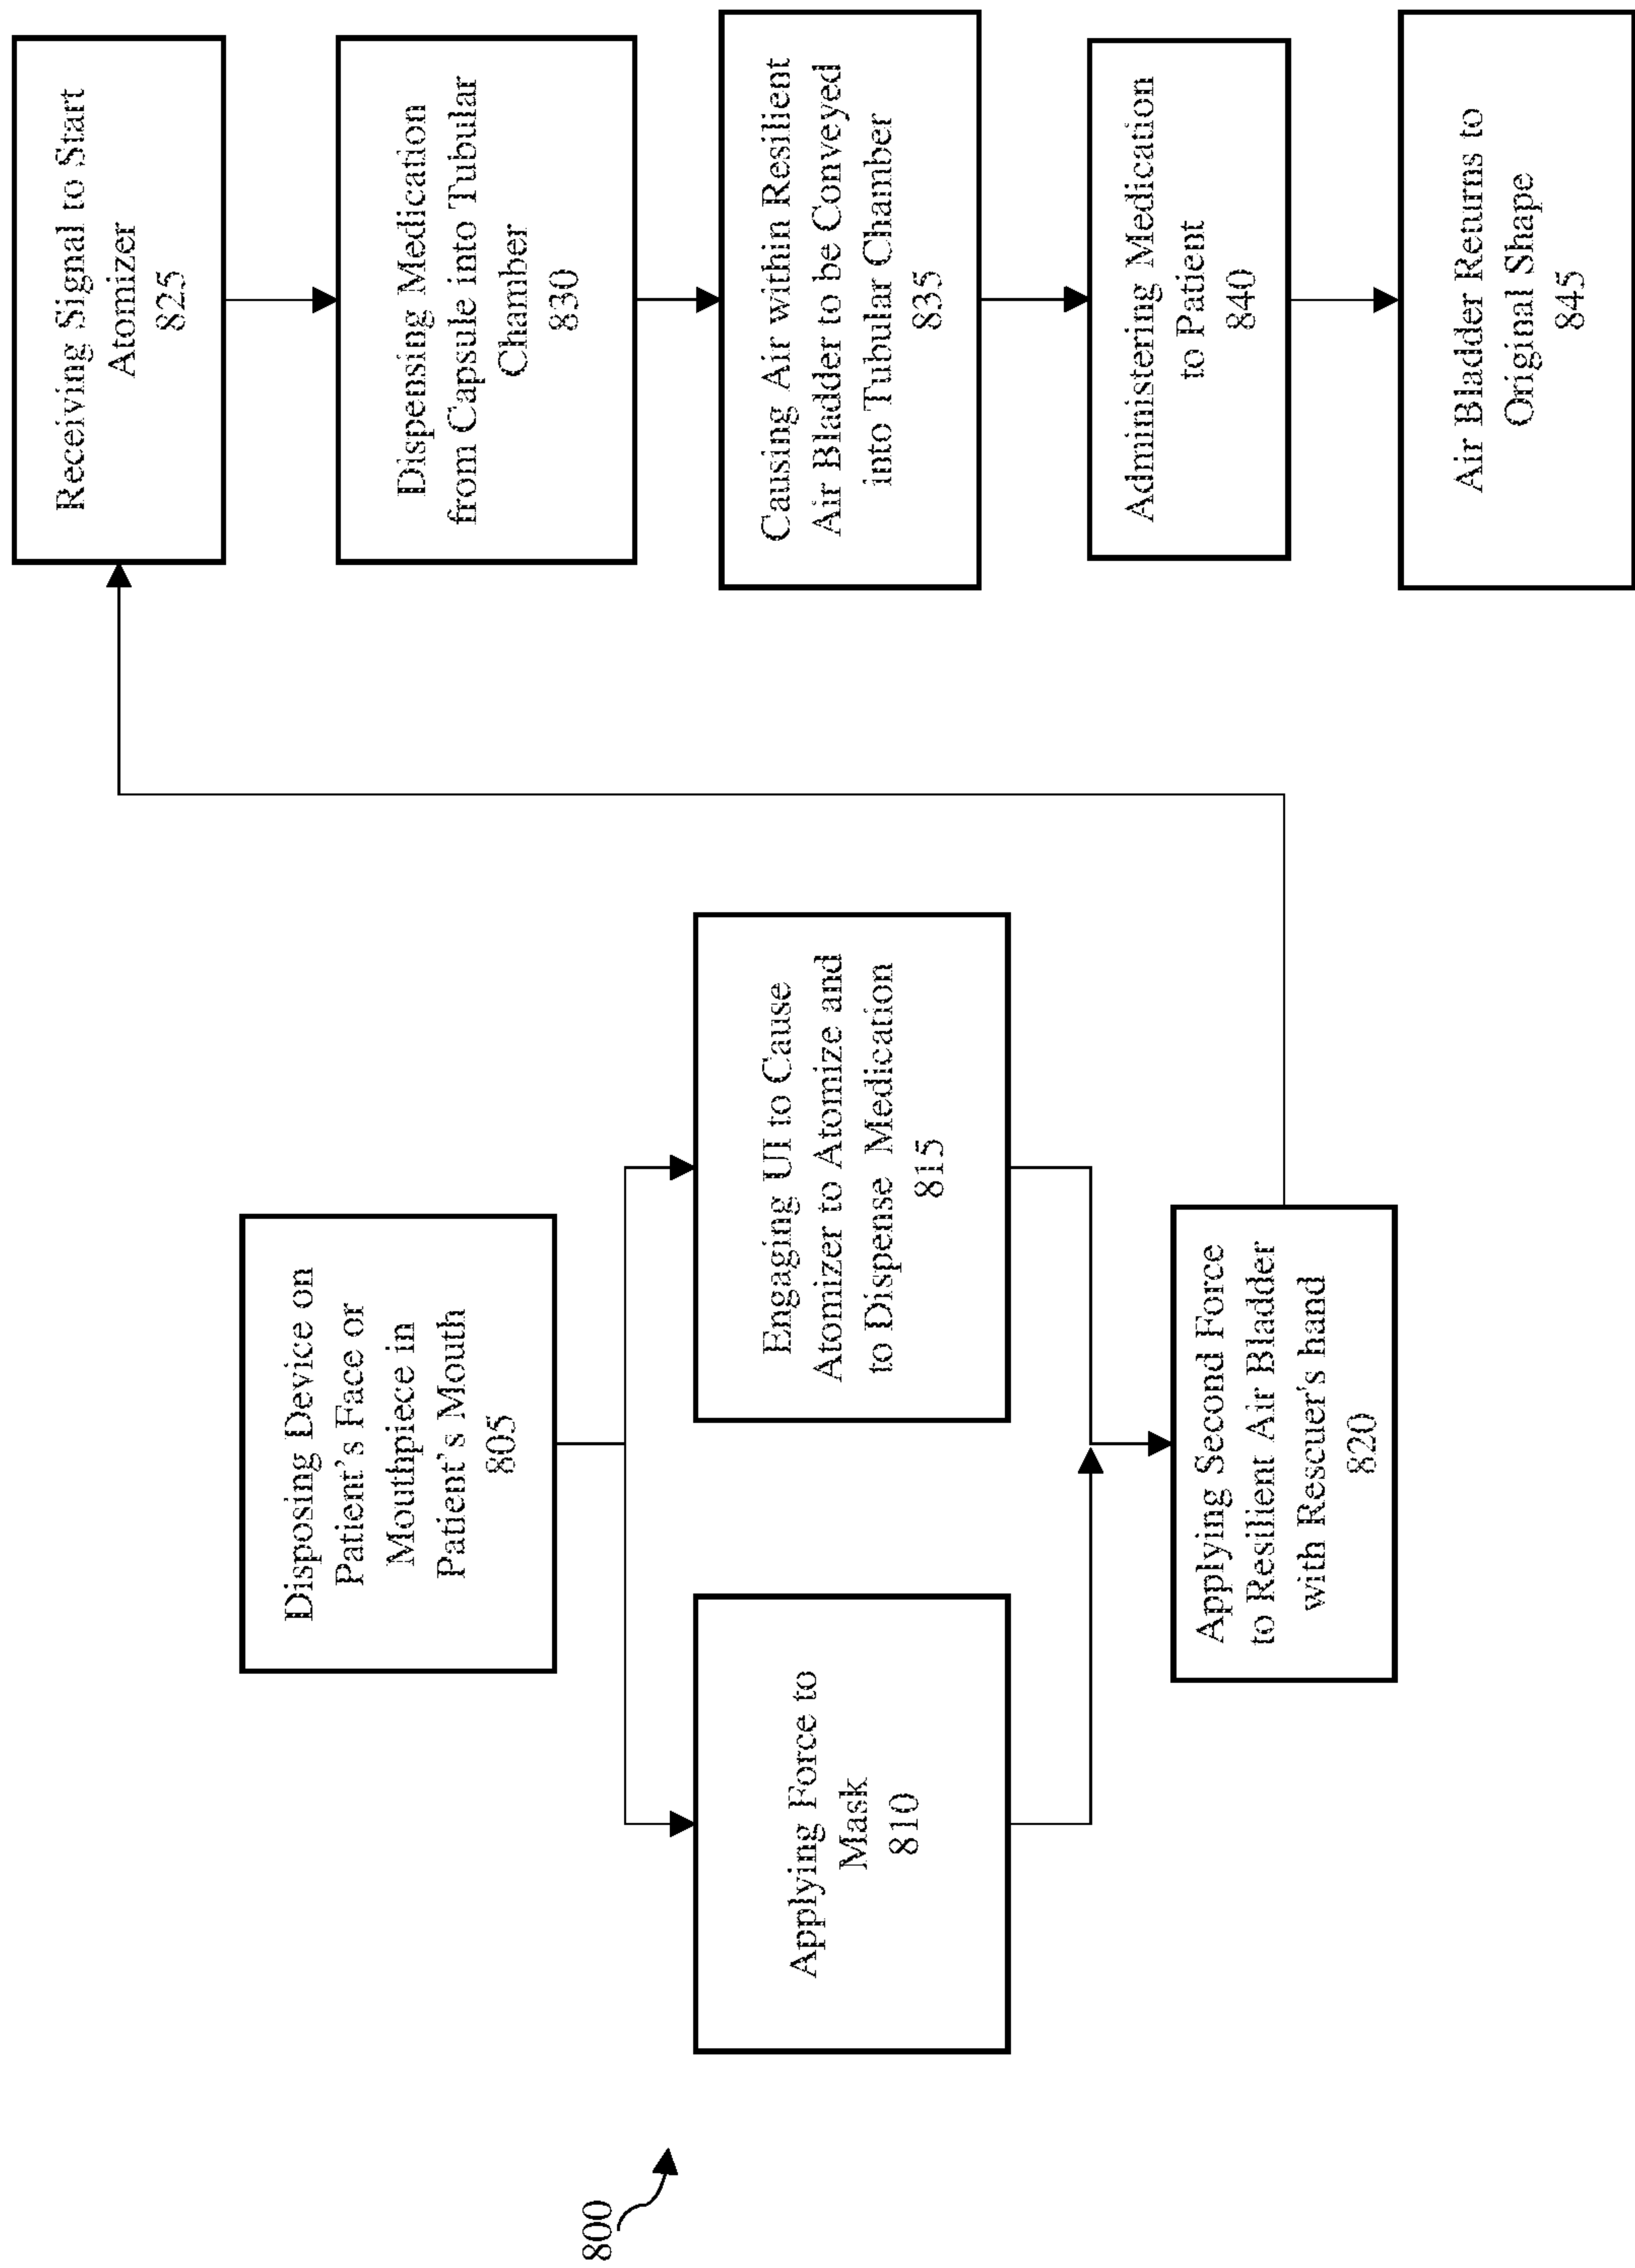 800
Disposing Device on
Patient's Face or
Mouthpiece in
Patient's Mouth
805
Applying Force to
Mask
810
Engaging UI to Cause
Atomizer to Atomize and
to Dispense Medication
815
Applying Second Force
to Resilient Air Bladder
with Rescuer's hand
820
Receiving Signal to Start
Atomizer
825
Dispensing Medication
from Capsule into Tubular
Chamber
830
Causing Air within Resilient
Air Bladder to be Conveyed
into Tubular Chamber
835
Administering Medication
to Patient
840
Air Bladder Returns to
Original Shape
845